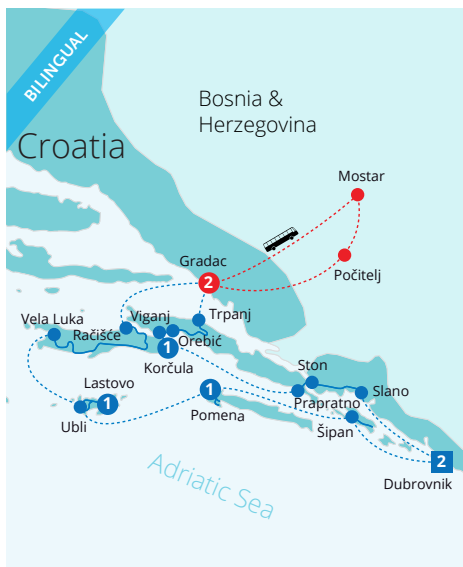 BILINGUAL
Bosnia &
Herzegovina
Croatia
Mostar
Gradac
2
Počitelj
Vela Luka
Viganj
Trpanj
Račišće
Orebić
1
Korčula
Ston
Lastovo
1
1
Prapratno
Slano
Ubli
Pomena
Šipan
2
Dubrovnik
Adriatic Sea